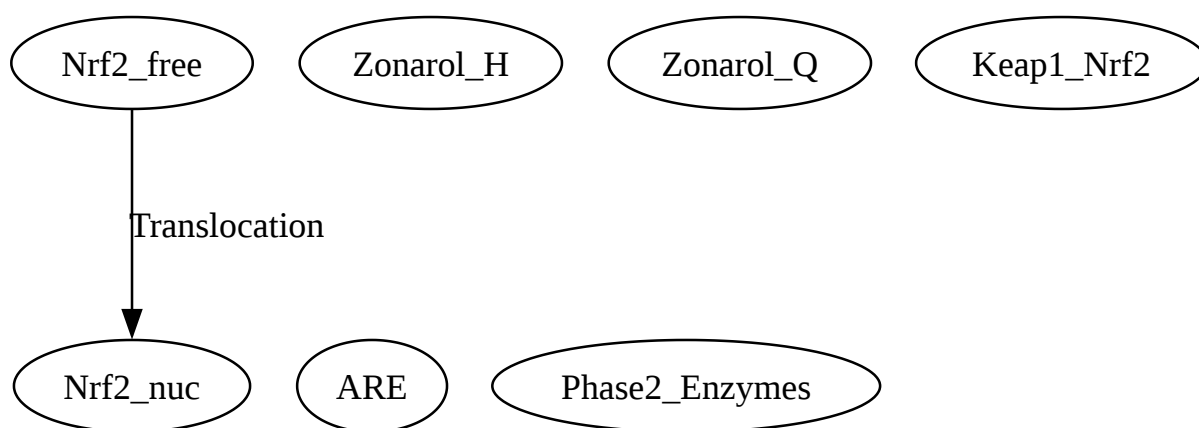 Nrf2_free
Zonarol_H
Zonarol_Q
Keap1_Nrf2
Translocation
Nrf2_nuc
ARE
Phase2_Enzymes